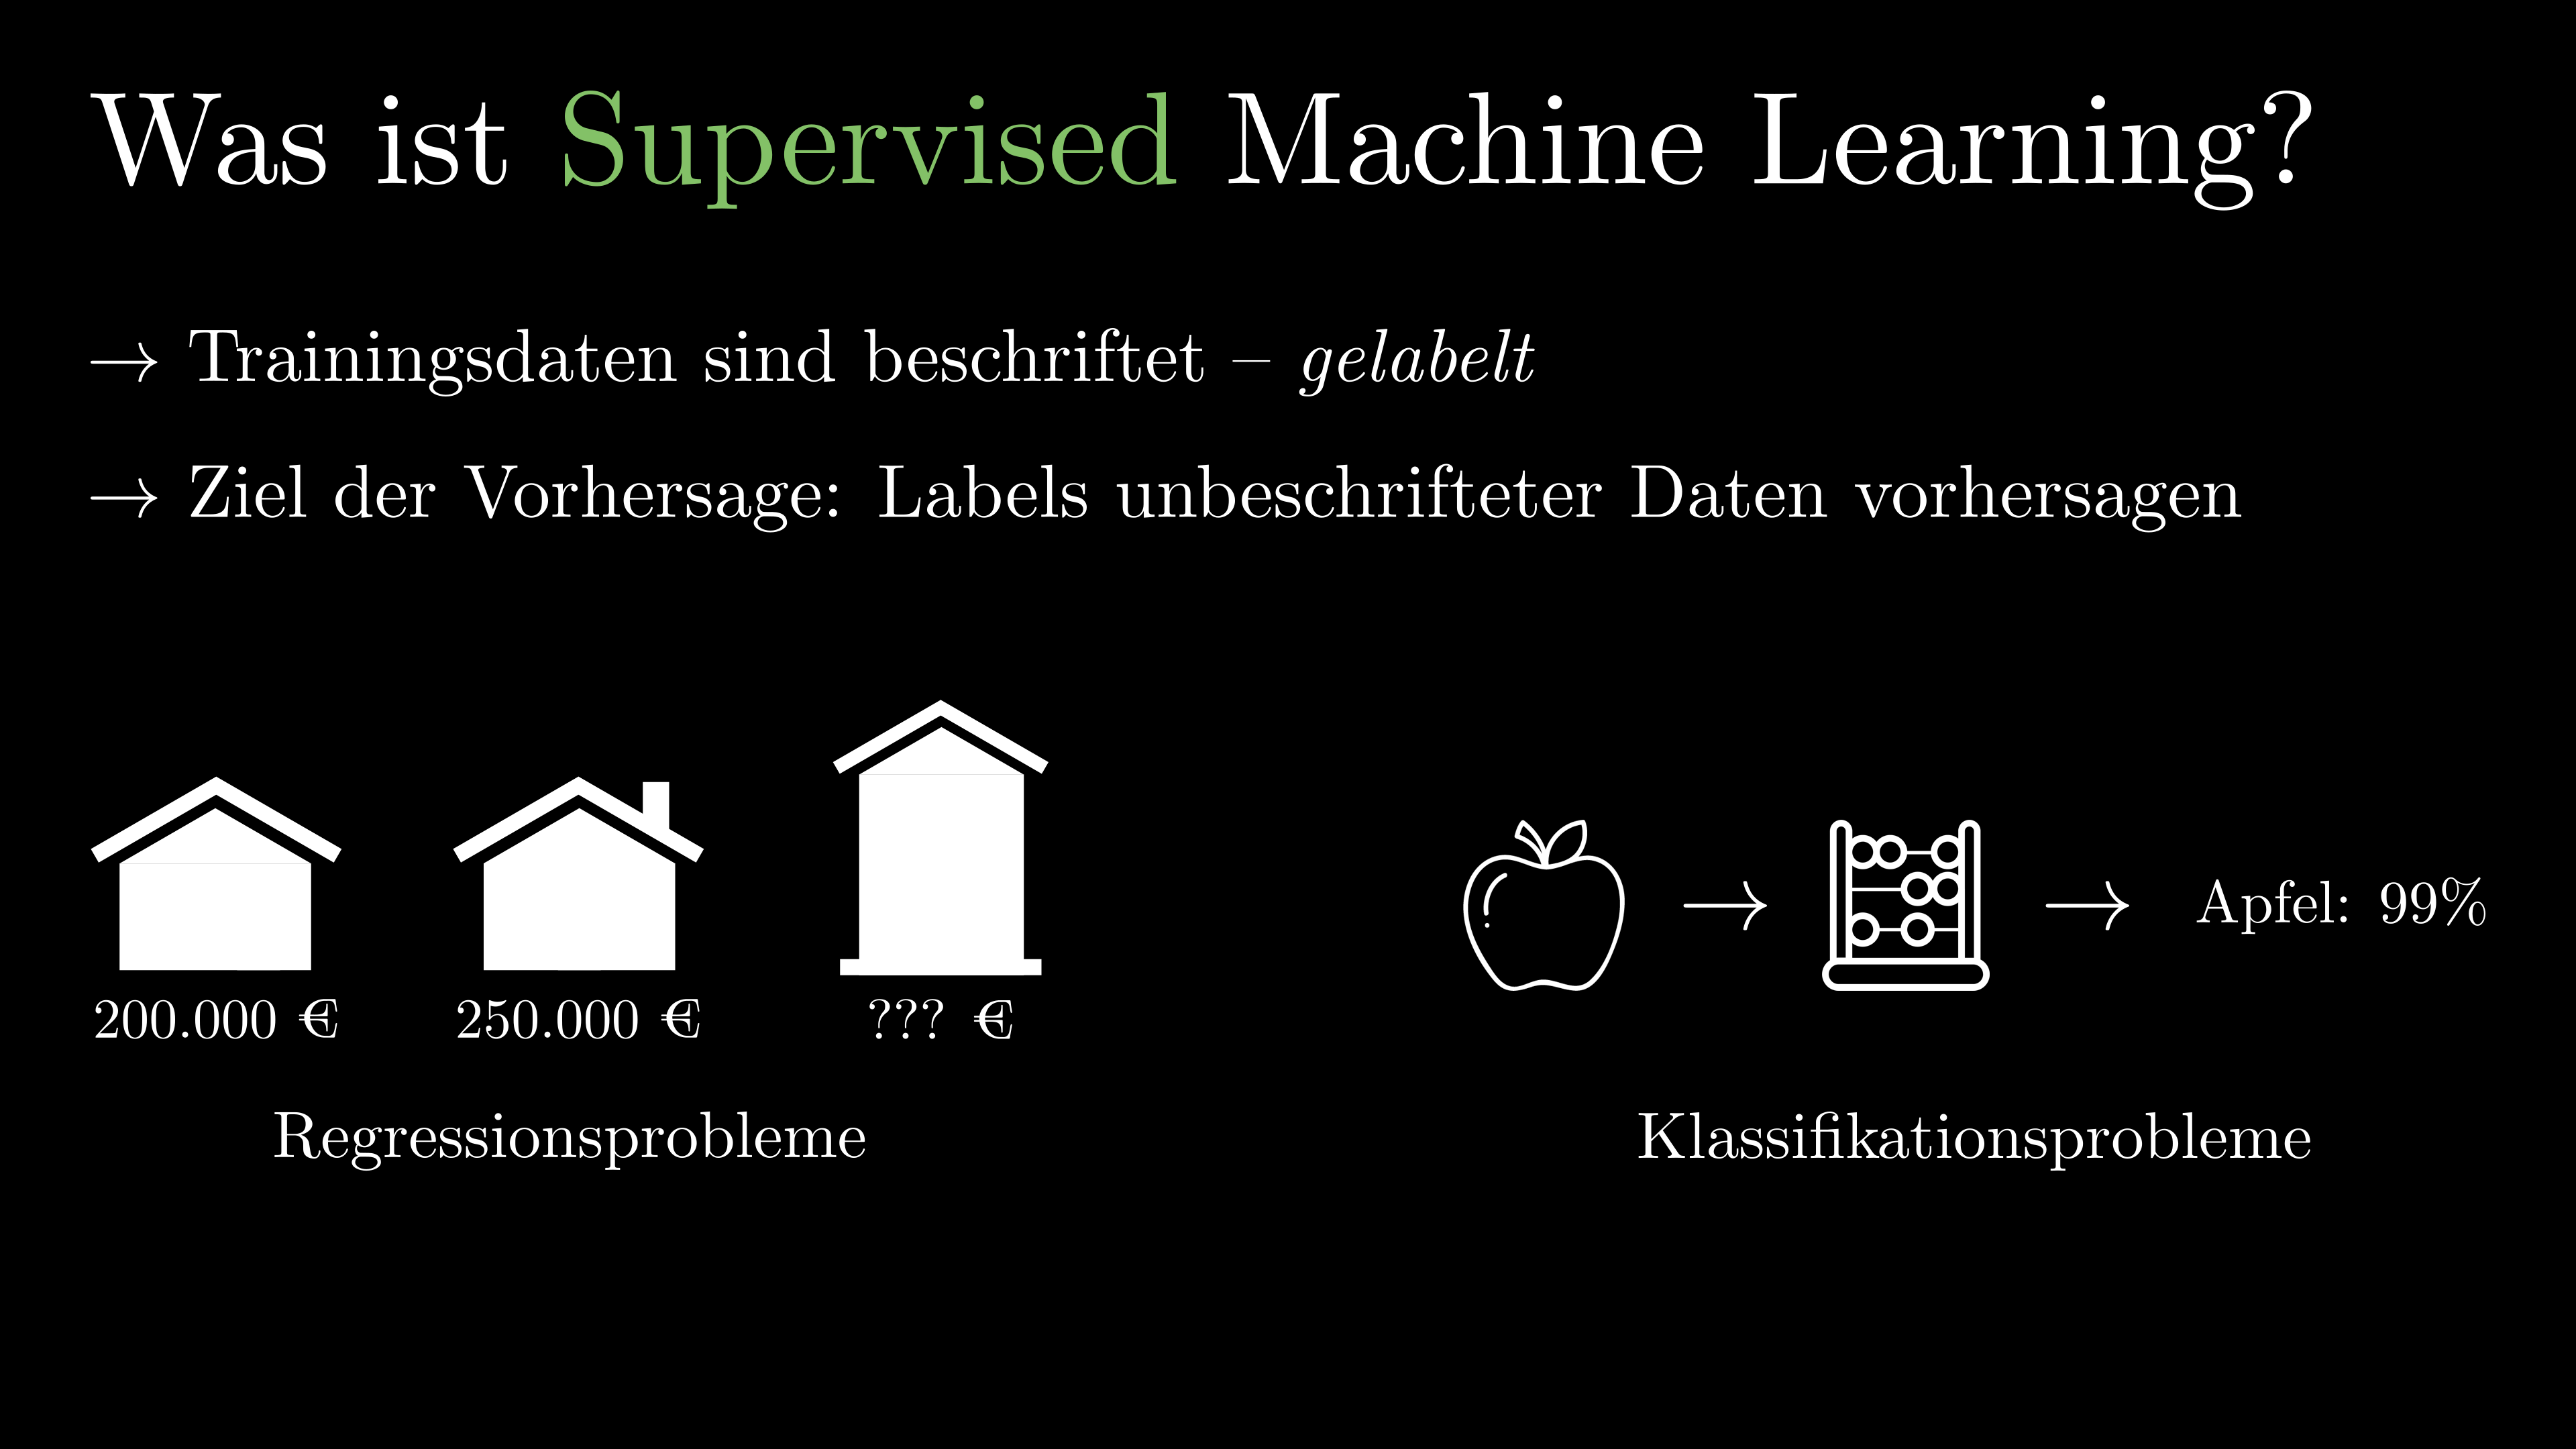 Was ist Supervised Machine Learning?
→ Trainingsdaten sind beschriftet – gelabelt
→ Ziel der Vorhersage: Labels unbeschrifteter Daten vorhersagen
200.000 € 250.000 € ??? €
Regressionsprobleme
→ → Apfel: 99%
Klassifikationsprobleme